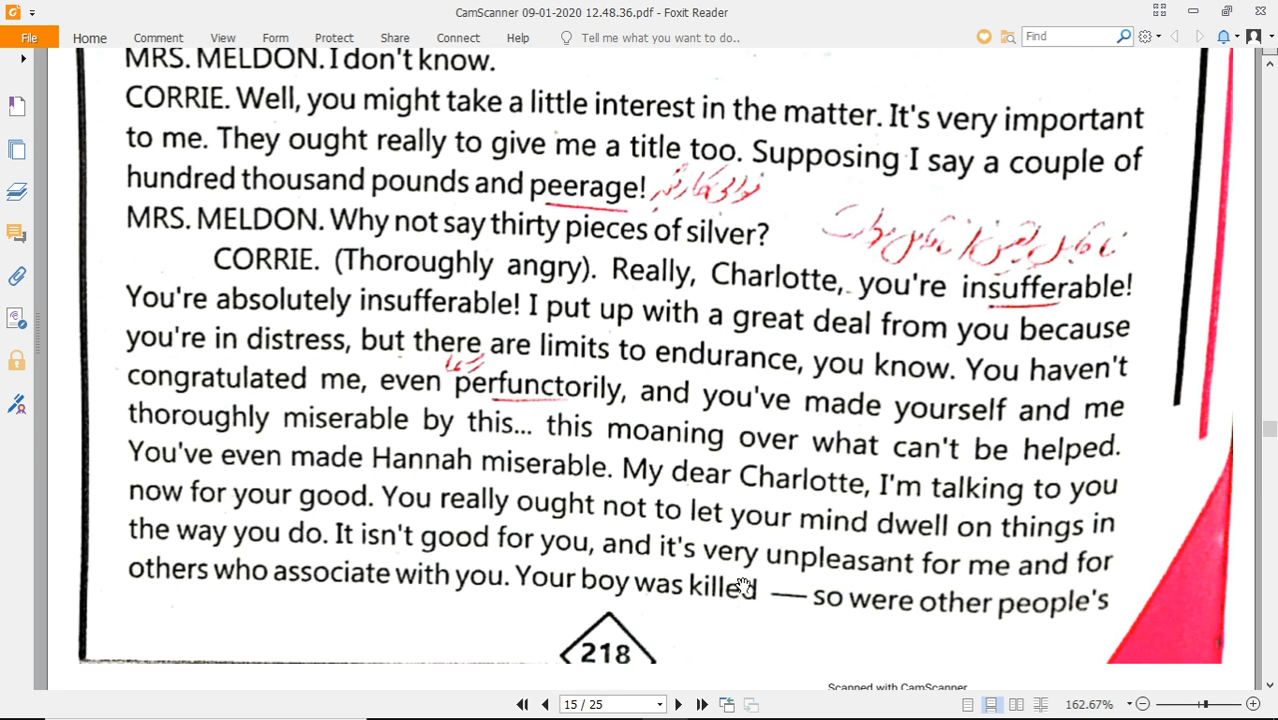 CamScanner 09-01-2020 12.48.36.pdf - Foxit Reader
File Home Comment View Form Protect Share Connect Help Tell me what you want to do.. Find
MRS. MELDON. I don't know.
CORRIE. Well, you might take a little interest in the matter. It's very important
to me. They ought really to give me a title too. Supposing I say a couple of
hundred thousand pounds and peerage!
MRS. MELDON. Why not say thirty pieces of silver?
CORRIE. (Thoroughly angry). Really, Charlotte, you're insufferable!
You're absolutely insufferable! I put up with a great deal from you because
you're in distress, but there are limits to endurance, you know. You haven't
congratulated me, even perfunctorily, and you've made yourself and me
thoroughly miserable by this... this moaning over what can't be helped.
You've even made Hannah miserable. My dear Charlotte, I'm talking to you
now for your good. You really ought not to let your mind dwell on things in
the way you do. It isn't good for you, and it's very unpleasant for me and for
others who associate with you. Your boy was killed — so were other people's
218
Scanned with CamScanner
15 / 25 162.67%